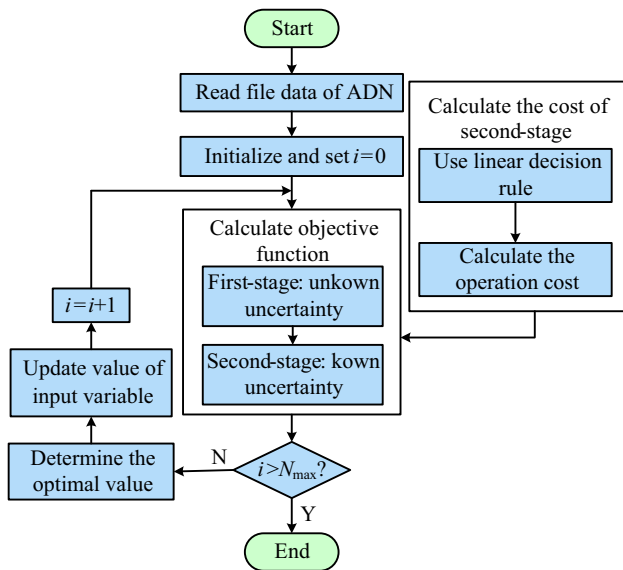 Start
Read file data of ADN
Initialize and set i=0
Calculate objective
function
First-stage: unkown
uncertainty
Second-stage: kown
uncertainty
Calculate the cost of
second-stage
Use linear decision
rule
Calculate the
operation cost
i>Nmax?
N
Y
Determine the
optimal value
Update value of
input variable
i=i+1
End